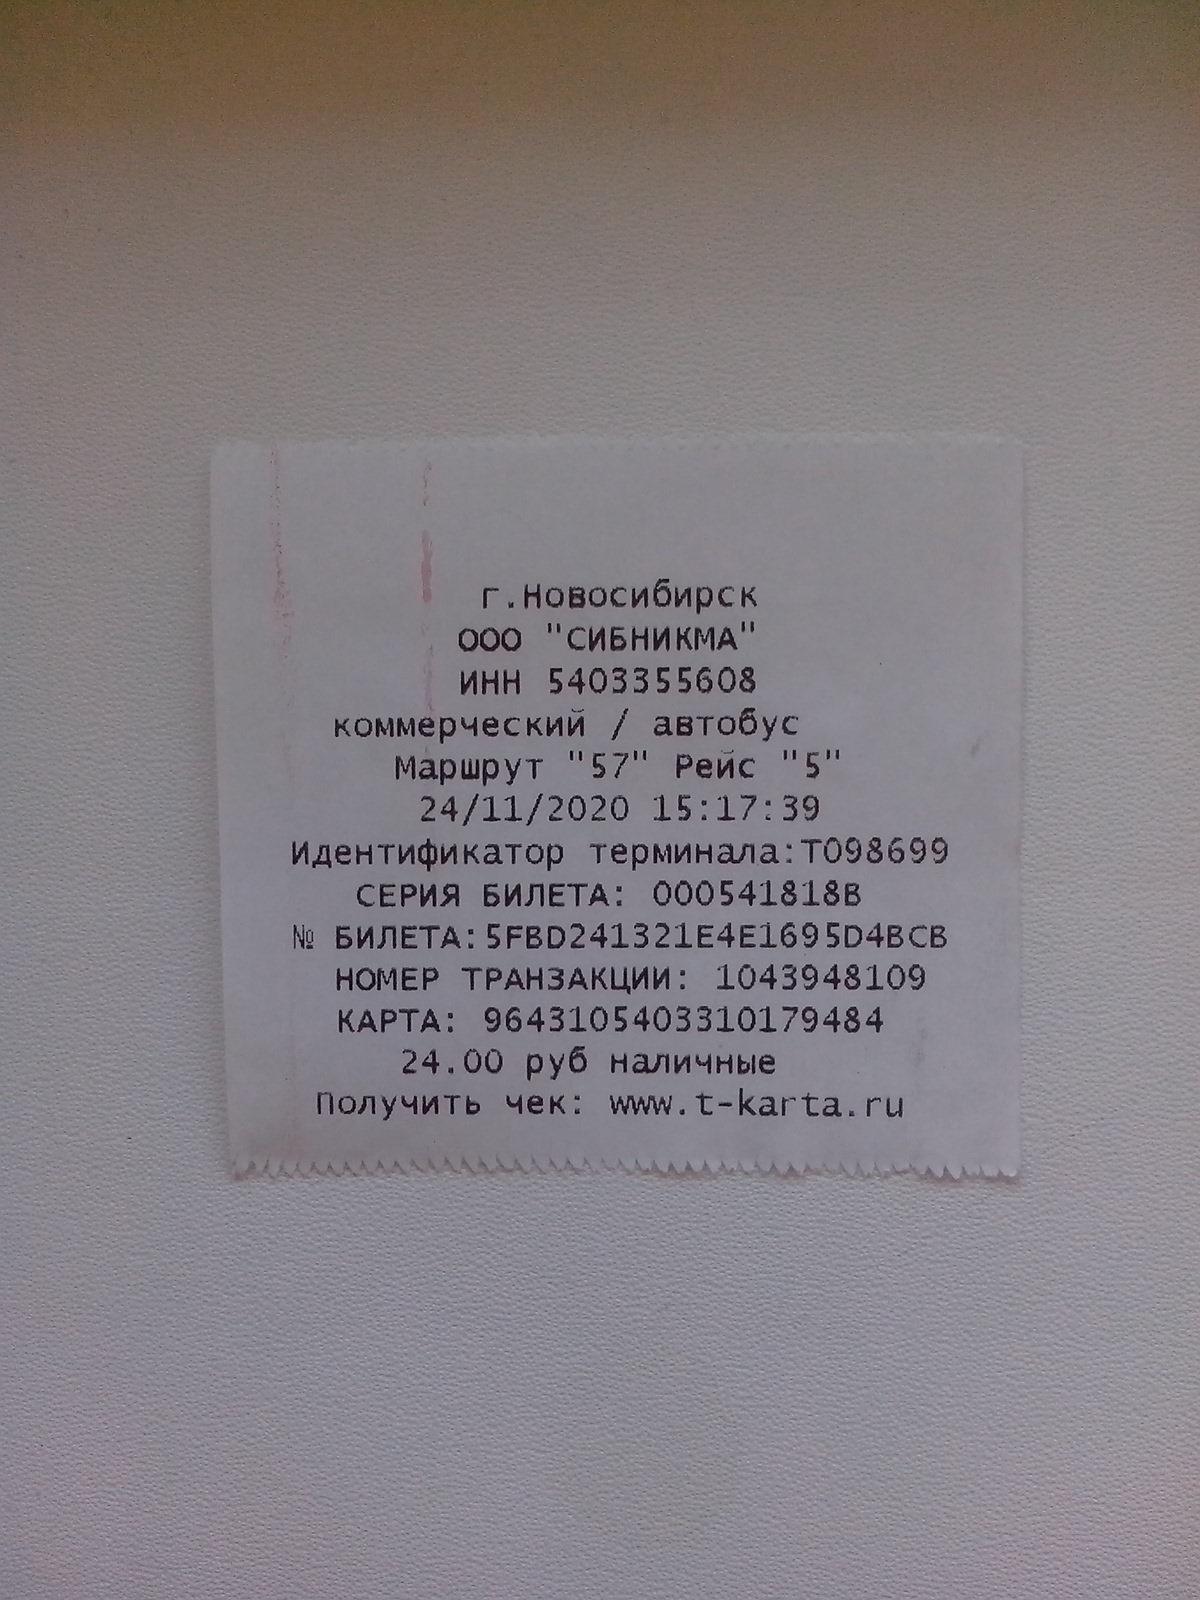 г.Новосибирск
ООО "СИБНИКМА"
ИНН 5403355608
коммерческий / автобус
Маршрут "57" Рейс "5"
24/11/2020 15:17:39
Идентификатор терминала:T098699
СЕРИЯ БИЛЕТА: 000541818B
№ БИЛЕТА:5FBD241321E4E1695D4BCB
НОМЕР ТРАНЗАКЦИИ: 1043948109
КАРТА: 9643105403310179484
24.00 руб наличные
Получить чек: www.t-karta.ru